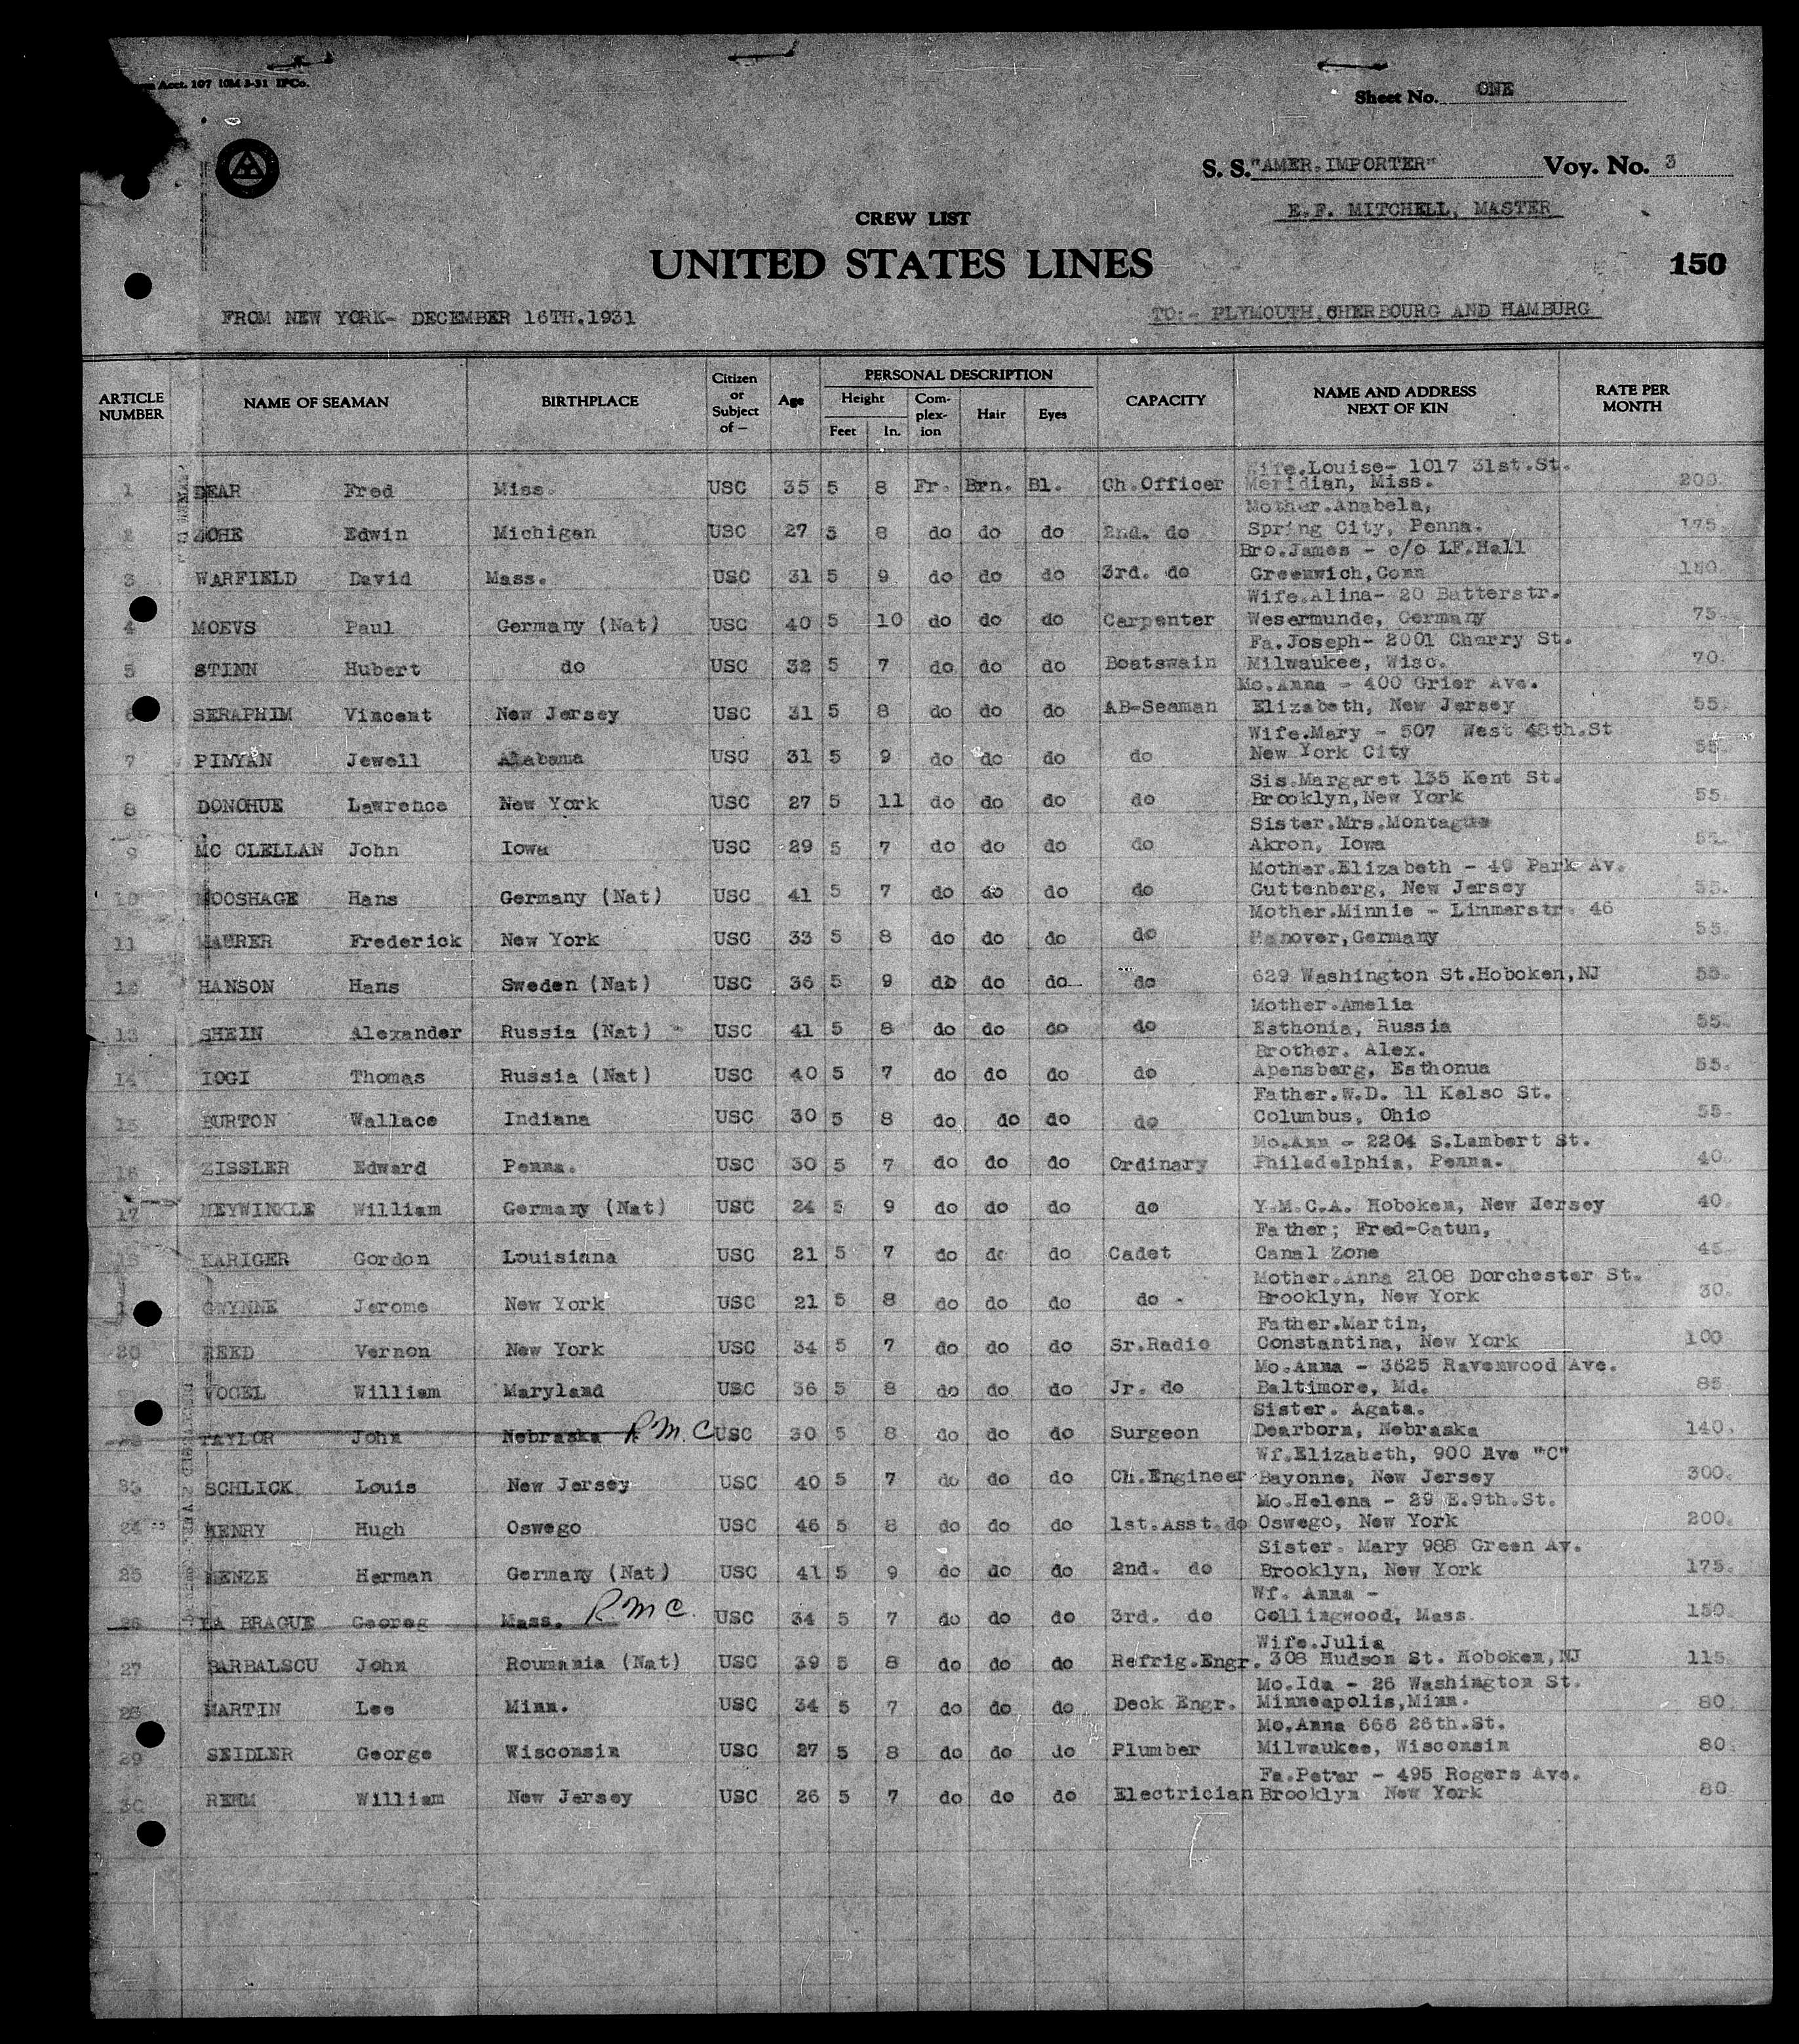 Acct. 107 10M 3-31 IPCo.
Sheet No. ONE
S. S. "AMER.IMPORTER" Voy. No. 3
E.F. MITCHELL, MASTER
CREW LIST
UNITED STATES LINES
150
FROM NEW YORK- DECEMBER 16TH.1931 TO:- PLYMOUTH,CHERBOURG AND HAMBURG
ARTICLE NUMBER NAME OF SEAMAN BIRTHPLACE Citizen or Subject of — Age PERSONAL DESCRIPTION Height Feet In. Com-plex-ion Hair Eyes CAPACITY NAME AND ADDRESS NEXT OF KIN RATE PER MONTH
Wife.Louise- 1017 31st.St.
1 DEAR Fred Miss. USC 35 5 8 Fr. Brn. Bl. Ch.Officer Meridian, Miss. 200.
Mother.Anabela,
2 ZOHE Edwin Michigan USC 27 5 8 do do do 2nd. do Spring City, Penna. 175.
Bro.James - c/o LF.Hall
3 WARFIELD David Mass. USC 31 5 9 do do do 3rd. do Greenwich,Conn 150.
Wife.Alina- 20 Batterstr.
4 MOEVS Paul Germany (Nat) USC 40 5 10 do do do Carpenter Wesermunde, Germany 75.
Fa.Joseph- 2001 Cherry St.
5 STINN Hubert do USC 32 5 7 do do do Boatswain Milwaukee, Wisc. 70.
Mo.Anna - 400 Grier Ave.
6 SERAPHIM Vincent New Jersey USC 31 5 8 do do do AB-Seaman Elizabeth, New Jersey 55.
Wife.Mary - 507 West 48th.St
7 PINYAN Jewell Alabama USC 31 5 9 do do do do New York City 55.
Sis.Margaret 135 Kent St.
8 DONOHUE Lawrence New York USC 27 5 11 do do do do Brooklyn,New York 55.
Sister.Mrs.Montague
9 MC CLELLAN John Iowa USC 29 5 7 do do do do Akron, Iowa 55.
Mother.Elizabeth - 49 Park Av.
10 MOOSHAGE Hans Germany (Nat) USC 41 5 7 do do do do Guttenberg, New Jersey 55.
Mother.Minnie - Limmerstr. 46
11 MAURER Frederick New York USC 33 5 8 do do do do Hanover,Germany 55.
12 HANSON Hans Sweden (Nat) USC 36 5 9 do do do do 629 Washington St.Hoboken,NJ 55.
Mother.Amelia
13 SHEIN Alexander Russia (Nat) USC 41 5 8 do do do do Esthonia, Russia 55.
Brother. Alex.
14 IOGI Thomas Russia (Nat) USC 40 5 7 do do do do Apensberg, Esthonua 55.
Father.W.D. 11 Kelso St.
15 BURTON Wallace Indiana USC 30 5 8 do do do do Columbus, Ohio 55.
Mo.Ann - 2204 S.Lambert St.
16 ZISSLER Edward Penna. USC 30 5 7 do do do Ordinary Philadelphia, Penna. 40.
17 MEYWINKLE William Germany (Nat) USC 24 5 9 do do do do Y.M.C.A. Hoboken, New Jersey 40.
Father; Fred-Catun,
18 KARIGER Gordon Louisiana USC 21 5 7 do do do Cadet Canal Zone 45
Mother.Anna 2108 Dorchester St.
1 GWYNNE Jerome New York USC 21 5 8 do do do do - Brooklyn, New York 30.
Father.Martin,
20 REED Vernon New York USC 34 5 7 do do do Sr.Radio Constantina, New York 100
Mo.Anna - 3625 Ravenwood Ave.
21 VOGEL William Maryland USC 36 5 8 do do do Jr. do Baltimore, Md. 85
Sister. Agata.
22 TAYLOR John Nebraska R.M.C. USC 30 5 8 do do do Surgeon Dearborn, Nebraska 140.
Wf.Elizabeth, 900 Ave "C"
23 SCHLICK Louis New Jersey USC 40 5 7 do do do Ch.Engineer Bayonne, New Jersey 300.
Mo.Helena - 29 E.9th.St.
24 HENRY Hugh Oswego USC 46 5 8 do do do 1st.Asst.do Oswego, New York 200.
Sister. Mary 988 Green Av.
25 MENZE Herman Germany (Nat) USC 41 5 9 do do do 2nd. do Brooklyn, New York 175.
Wf. Anna -
26 LA BRAGUE Georeg Mass. R M C. USC 34 5 7 do do do 3rd. do Collingwood, Mass. 150.
Wife.Julia
27 BARBALSCU John Roumania (Nat) USC 39 5 8 do do do Refrig.Engr. 308 Hudson St. Hoboken,NJ 115.
Mo.Ida - 26 Washington St.
28 MARTIN Lee Minn. USC 34 5 7 do do do Deck Engr. Minneapolis,Minn. 80
Mo.Anna 666 26th.St.
29 SEIDLER George Wisconsin USC 27 5 8 do do do Plumber Milwaukee, Wisconsin 80.
Fa.Peter - 495 Rogers Ave.
30 REHM William New Jersey USC 26 5 7 do do do Electrician Brooklyn New York 80